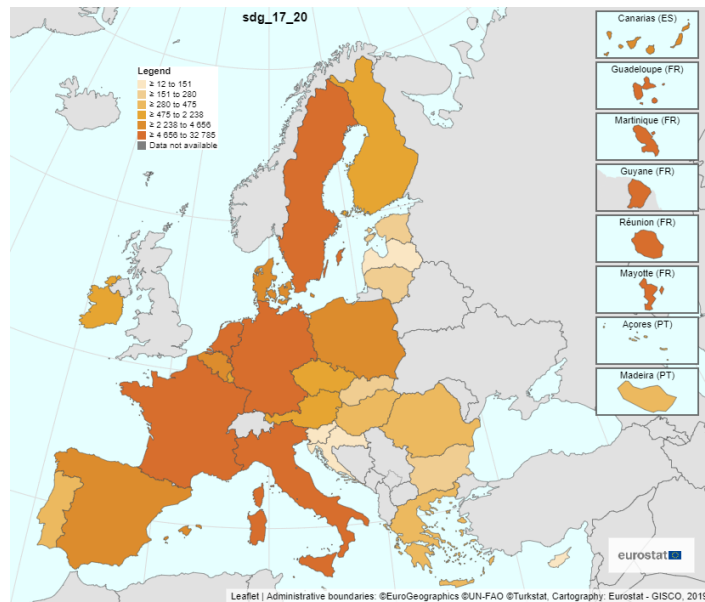 sdg_17_20
Legend
≥ 12 to 151
≥ 151 to 280
≥ 280 to 475
≥ 475 to 2 238
≥ 2 238 to 4 656
≥ 4 656 to 32 785
Data not available
Canarias (ES)
Guadeloupe (FR)
Martinique (FR)
Guyane (FR)
Réunion (FR)
Mayotte (FR)
Açores (PT)
Madeira (PT)
eurostat
Leaflet | Administrative boundaries: ©EuroGeographics ©UN-FAO ©Turkstat, Cartography: Eurostat - GISCO, 2019